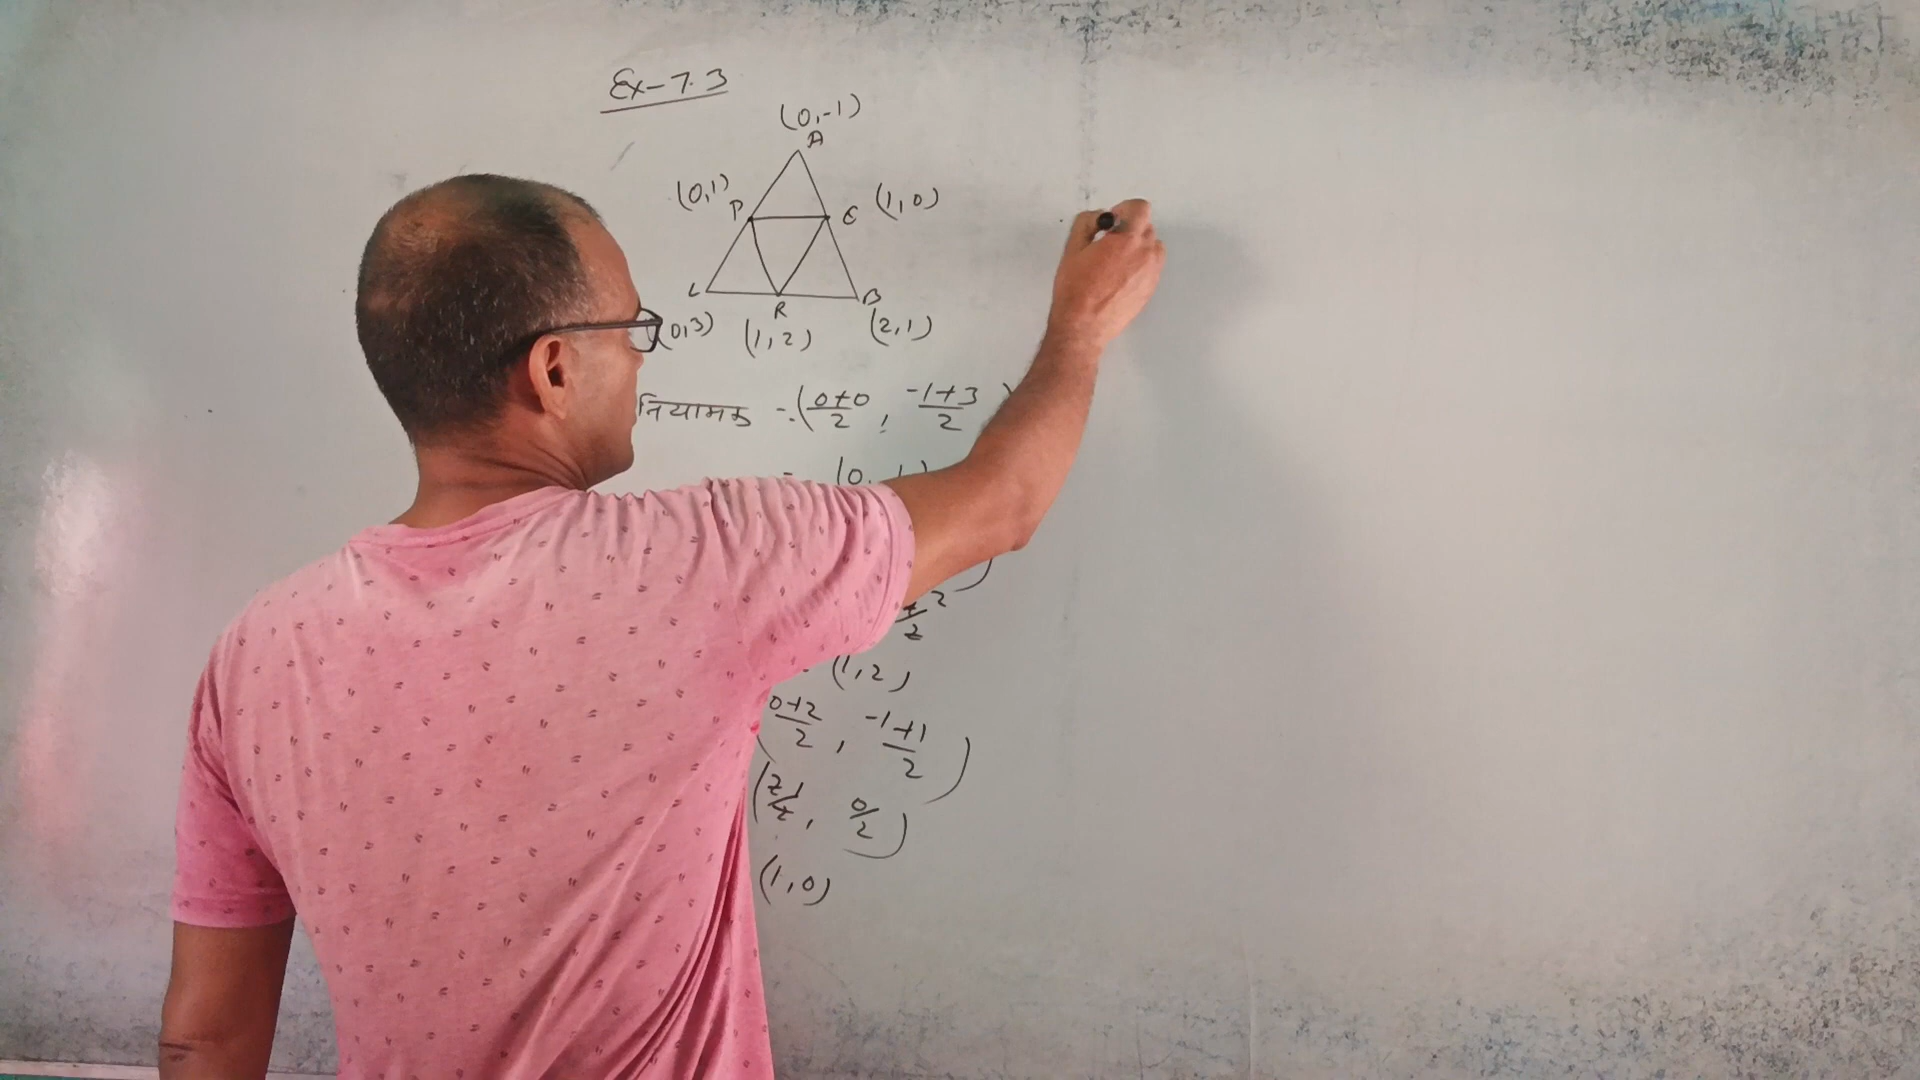 Ex-7.3
(0,-1)
A
(0,1)
P
E (1,0)
L
R
B
(0,3) (1,2) (2,1)
नियामक = (0+0/2, -1+3/2)
= (0, 1)
2/2
= (1,2)
(0+2/2, -1+1/2)
(2/2, 0/2)
(1,0)